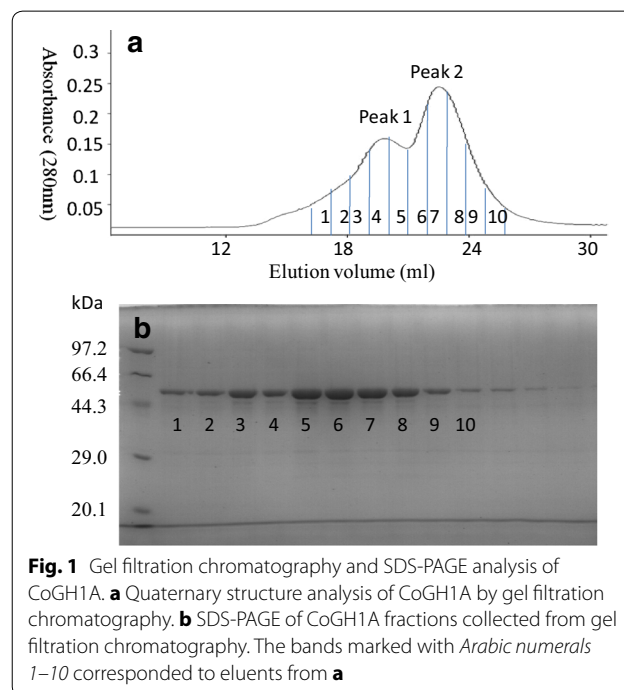 a
Absorbance (280nm)
0.3
0.25
0.2
0.15
0.1
0.05
Peak 1
Peak 2
1 2 3 4 5 6 7 8 9 10
12 18 24 30
Elution volume (ml)
kDa
b
97.2
66.4
44.3
29.0
20.1
1 2 3 4 5 6 7 8 9 10
Fig. 1 Gel filtration chromatography and SDS-PAGE analysis of
CoGH1A. a Quaternary structure analysis of CoGH1A by gel filtration
chromatography. b SDS-PAGE of CoGH1A fractions collected from gel
filtration chromatography. The bands marked with Arabic numerals
1–10 corresponded to eluents from a